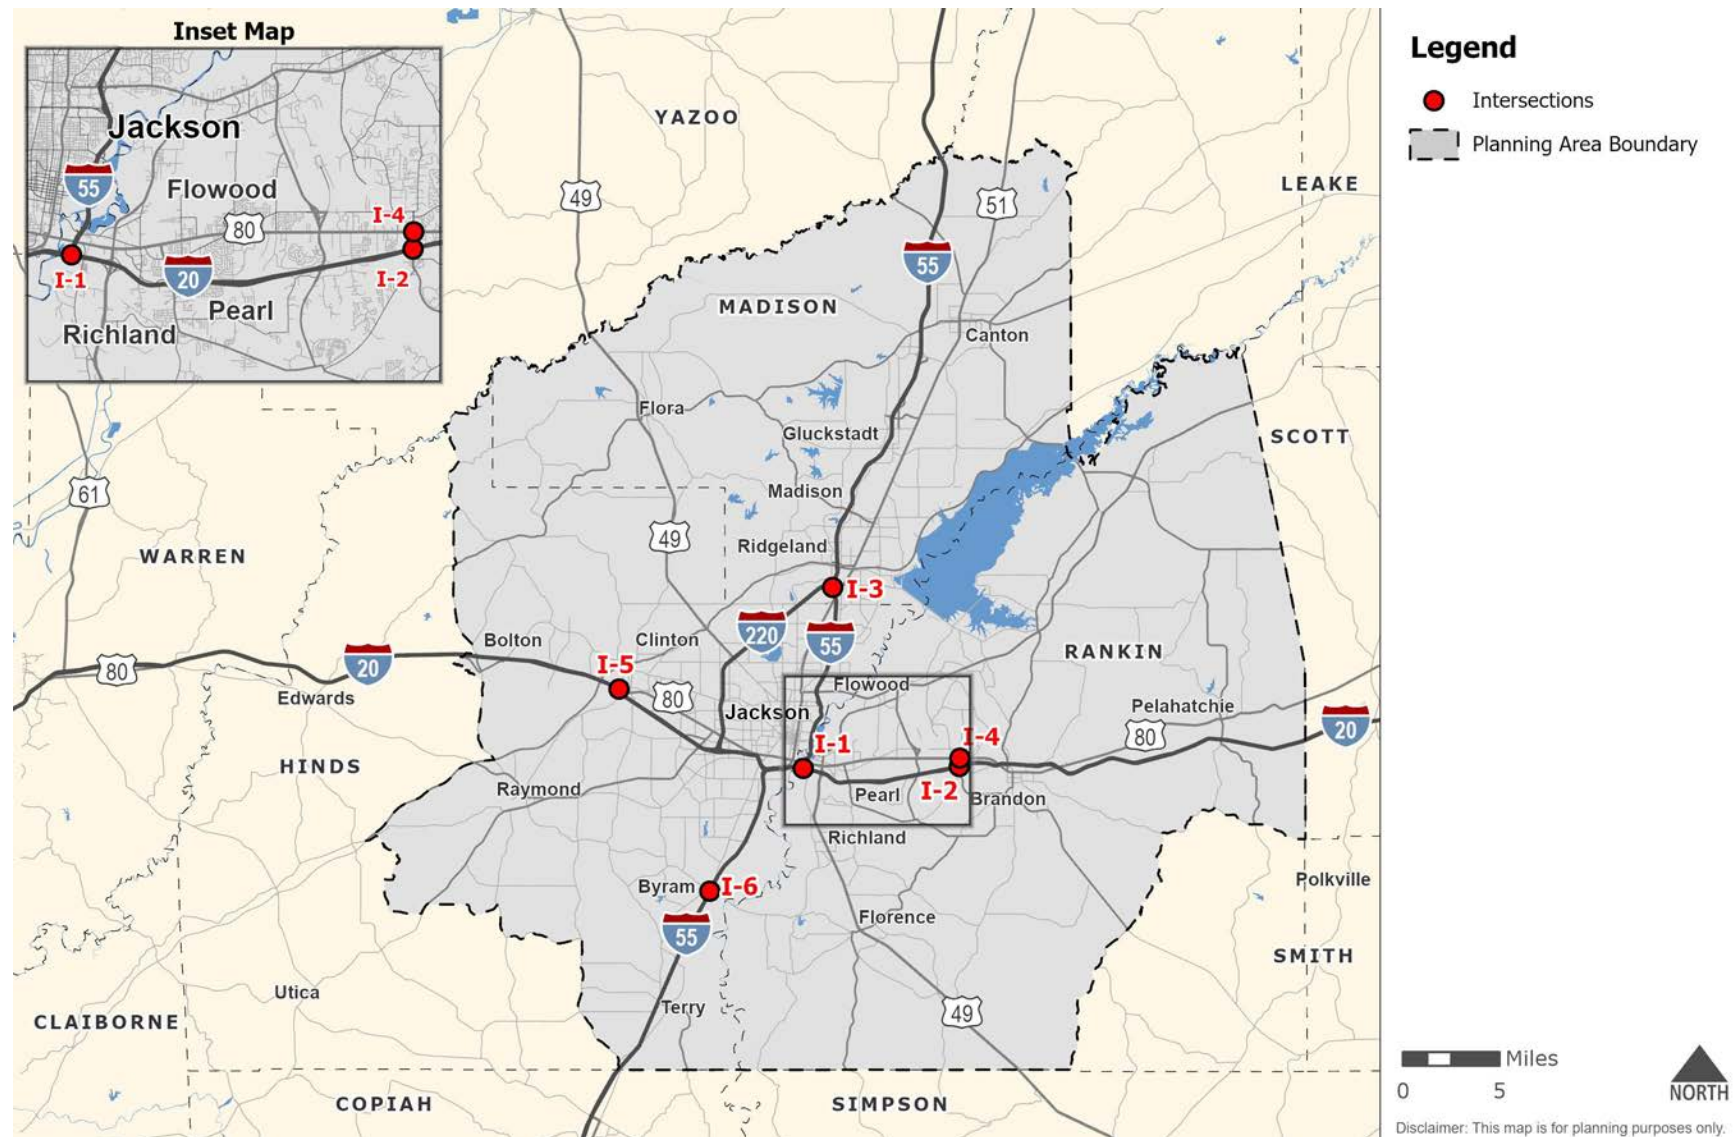 Inset Map
Jackson
55
Flowood
80
I-4
I-1
20
I-2
Pearl
Richland
YAZOO
49
51
LEAKE
55
MADISON
Canton
Flora
Gluckstadt
SCOTT
61
Madison
49
Ridgeland
WARREN
I-3
220
55
Bolton
Clinton
RANKIN
80
20
I-5
Edwards
80
Flowood
Pelahatchie
Jackson
I-4
80
20
I-1
HINDS
Raymond
Pearl
I-2
Brandon
Richland
Byram
I-6
Polkville
55
Florence
SMITH
Utica
Terry
49
CLAIBORNE
COPIAH
SIMPSON
Legend
Intersections
Planning Area Boundary
Miles
0 5
NORTH
Disclaimer: This map is for planning purposes only.